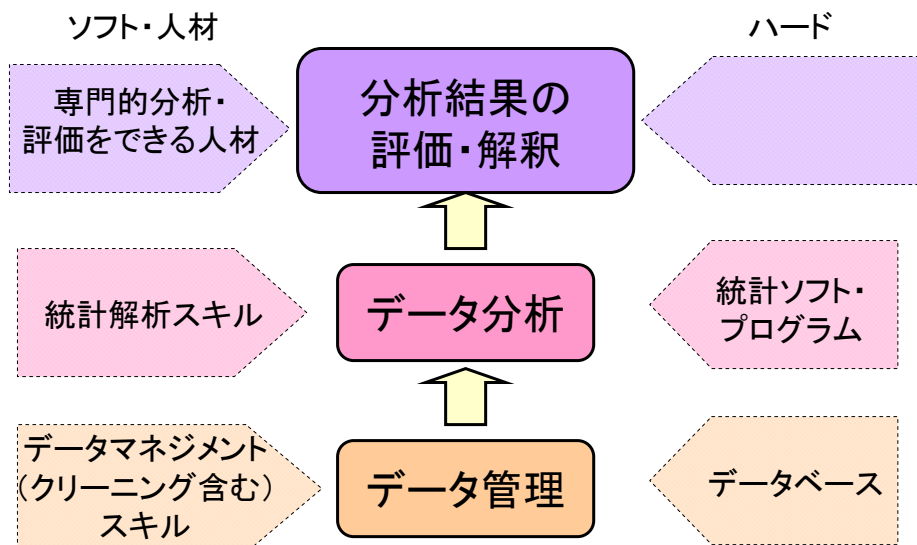 ソフト・人材
ハード
専門的分析・
評価をできる人材
分析結果の
評価・解釈
統計解析スキル
データ分析
統計ソフト・
プログラム
データマネジメント
(クリーニング含む)
スキル
データ管理
データベース